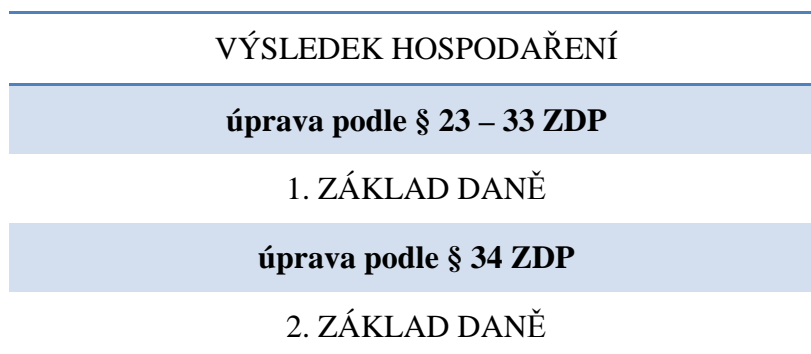 VÝSLEDEK HOSPODAŘENÍ
úprava podle § 23 – 33 ZDP
1. ZÁKLAD DANĚ
úprava podle § 34 ZDP
2. ZÁKLAD DANĚ